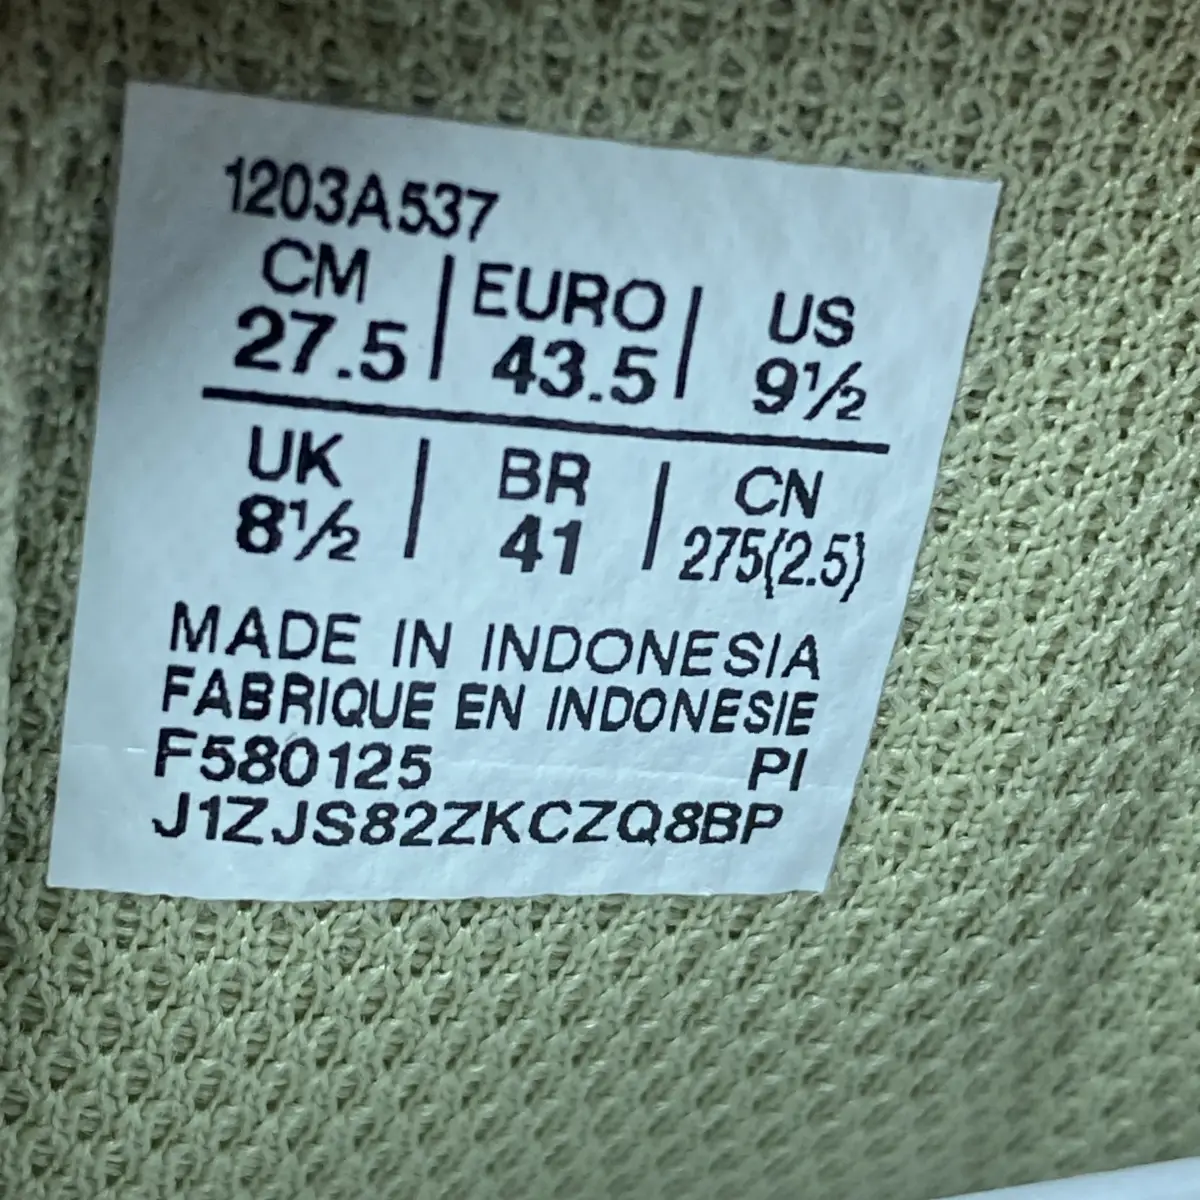 1203A537
CM | EURO | US
27.5 | 43.5 | 9½
UK | BR | CN
8½ | 41 | 275(2.5)
MADE IN INDONESIA
FABRIQUE EN INDONESIE
F580125 PI
J1ZJS82ZKCZQ8BP